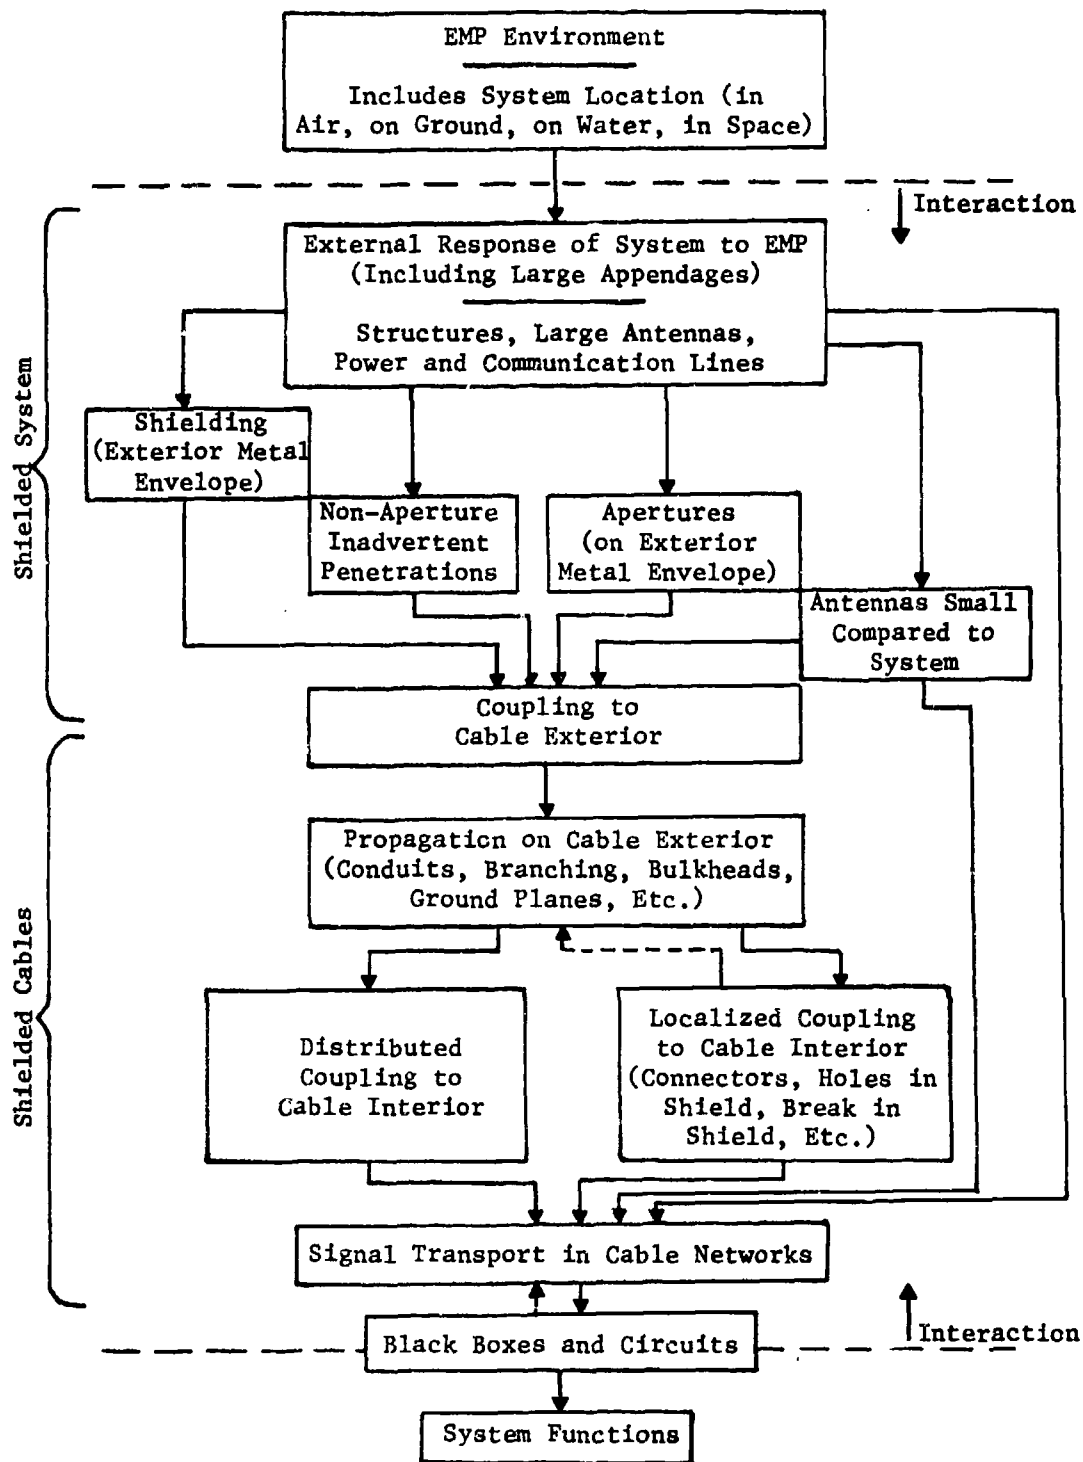 EMP Environment
Includes System Location (in
Air, on Ground, on Water, in Space)
Interaction
External Response of System to EMP
(Including Large Appendages)
Structures, Large Antennas,
Power and Communication Lines
Shielded System
Shielding
(Exterior Metal
Envelope)
Non-Aperture
Inadvertent
Penetrations
Apertures
(on Exterior
Metal Envelope)
Antennas Small
Compared to
System
Coupling to
Cable Exterior
Shielded Cables
Propagation on Cable Exterior
(Conduits, Branching, Bulkheads,
Ground Planes, Etc.)
Distributed
Coupling to
Cable Interior
Localized Coupling
to Cable Interior
(Connectors, Holes in
Shield, Break in
Shield, Etc.)
Signal Transport in Cable Networks
Black Boxes and Circuits
Interaction
System Functions